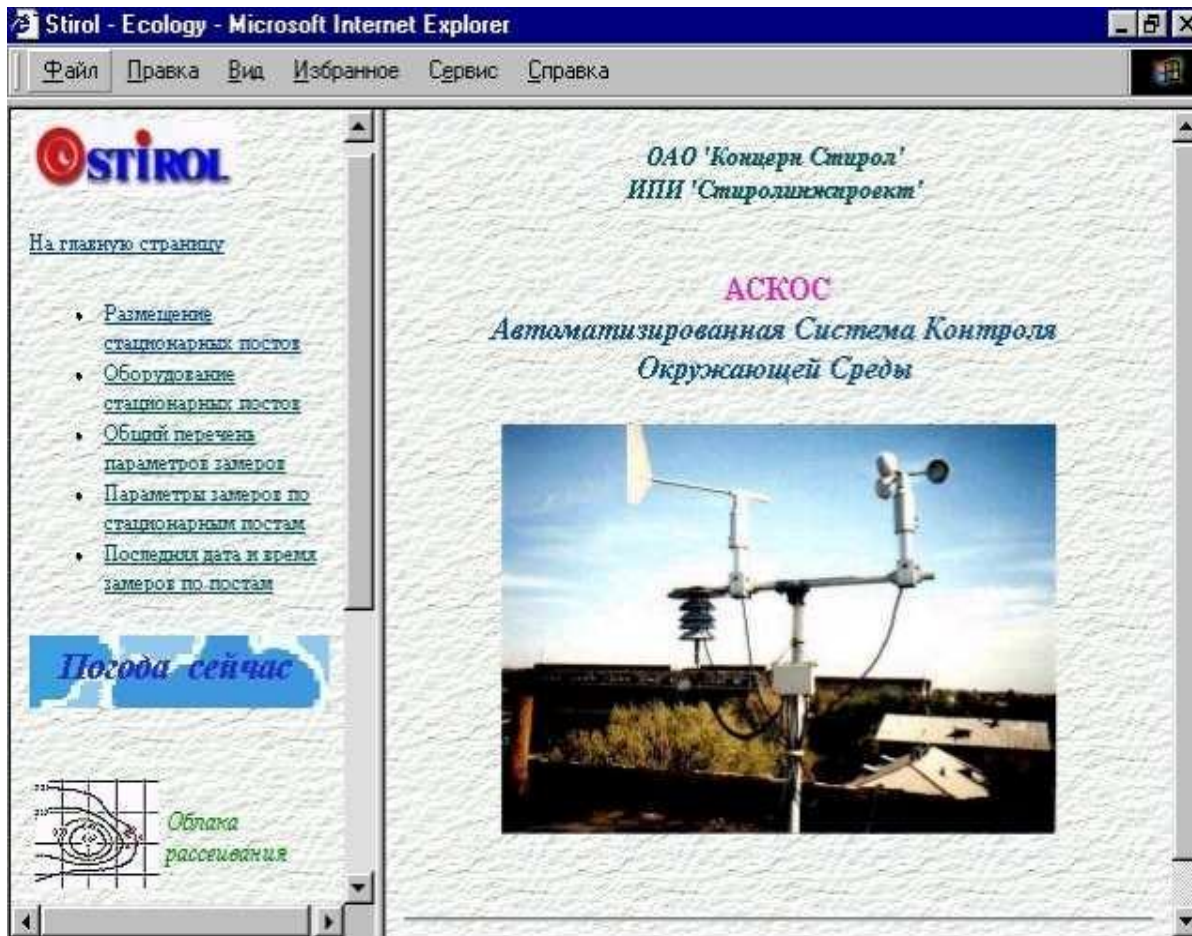 Stirol - Ecology - Microsoft Internet Explorer
Файл Правка Вид Избранное Сервис Справка
STIROL
На главную страницу
Размещение
стационарных постов
Оборудование
стационарных постов
Общий перечень
параметров замеров
Параметры замеров по
стационарным постам
Последняя дата и время
замеров по постам
Погода сейчас
Облака
рассеивания
ОАО 'Концерн Стирол'
ИПИ 'Стиролинжпроект'
АСКОС
Автоматизированная Система Контроля
Окружающей Среды